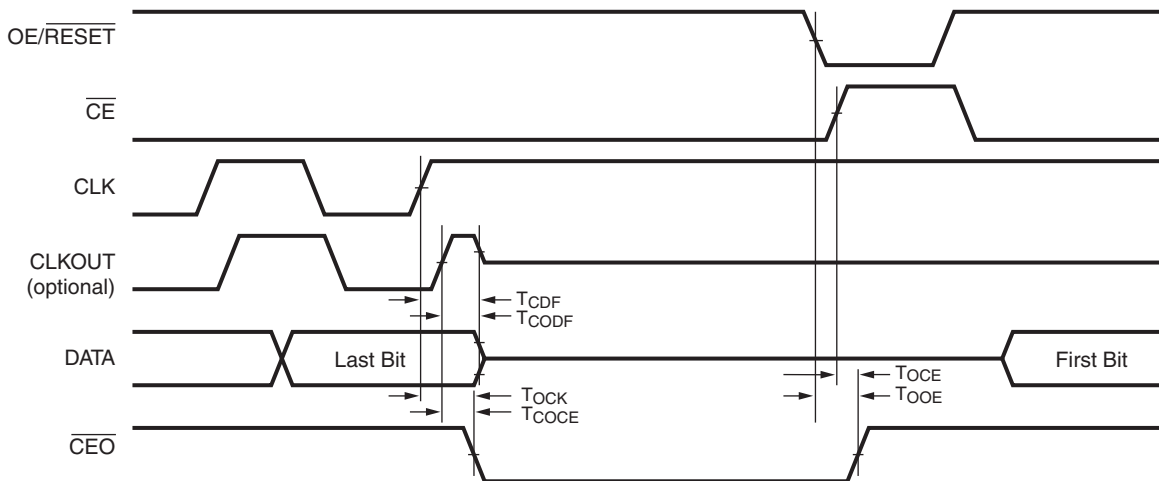 OE/RESET
CE
CLK
CLKOUT
(optional)
TCDF
TCODF
DATA
Last Bit
First Bit
TOCE
TOOE
TOCK
TCOCE
CEO